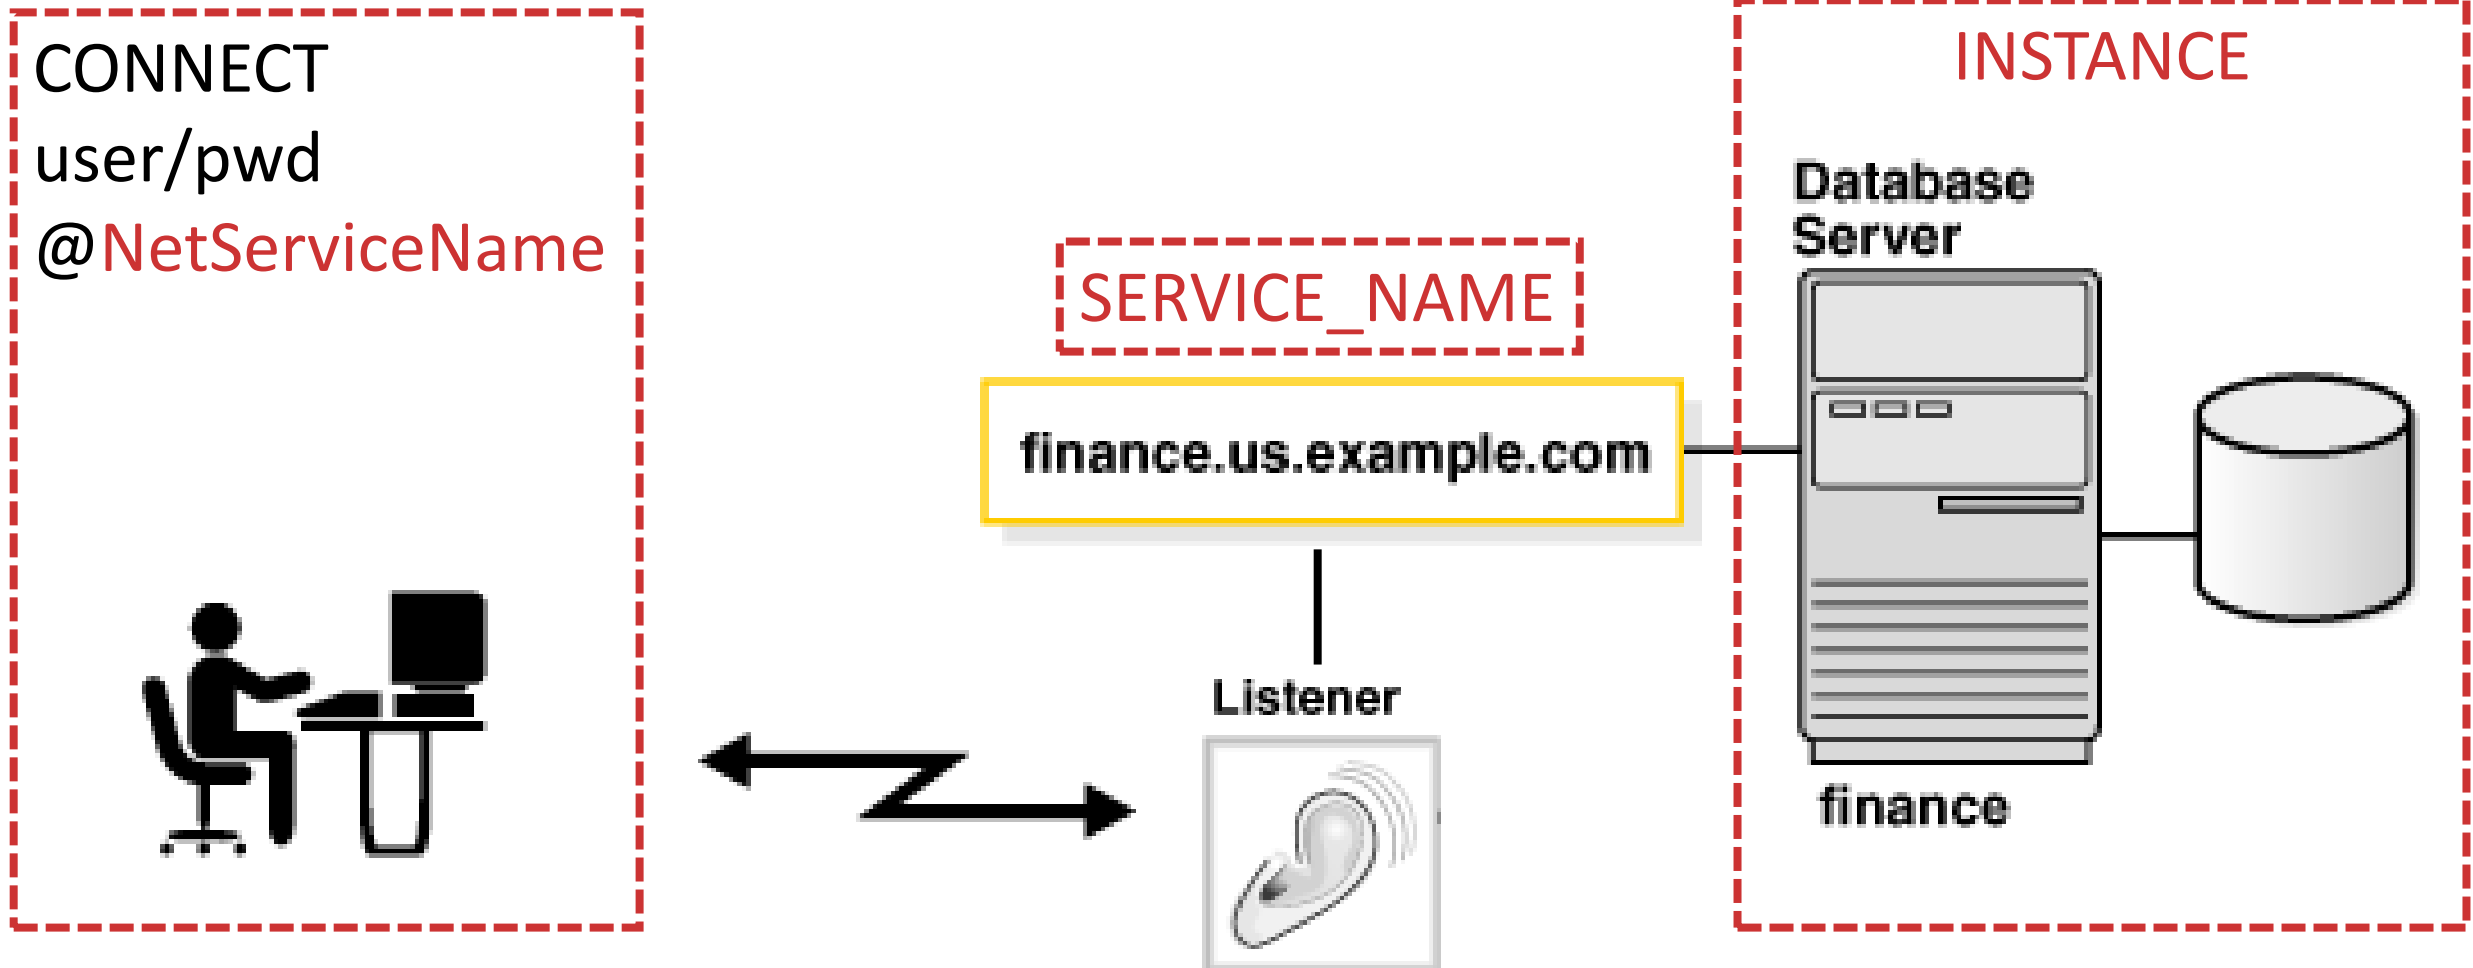 CONNECT
user/pwd
@NetServiceName
SERVICE_NAME
finance.us.example.com
Listener
INSTANCE
Database
Server
finance